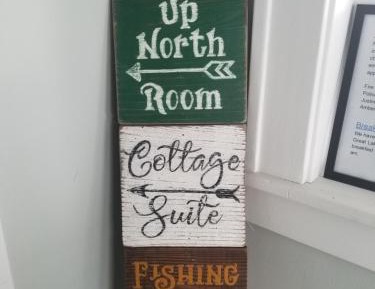 Up
North
Room
Cottage
Suite
FISHING